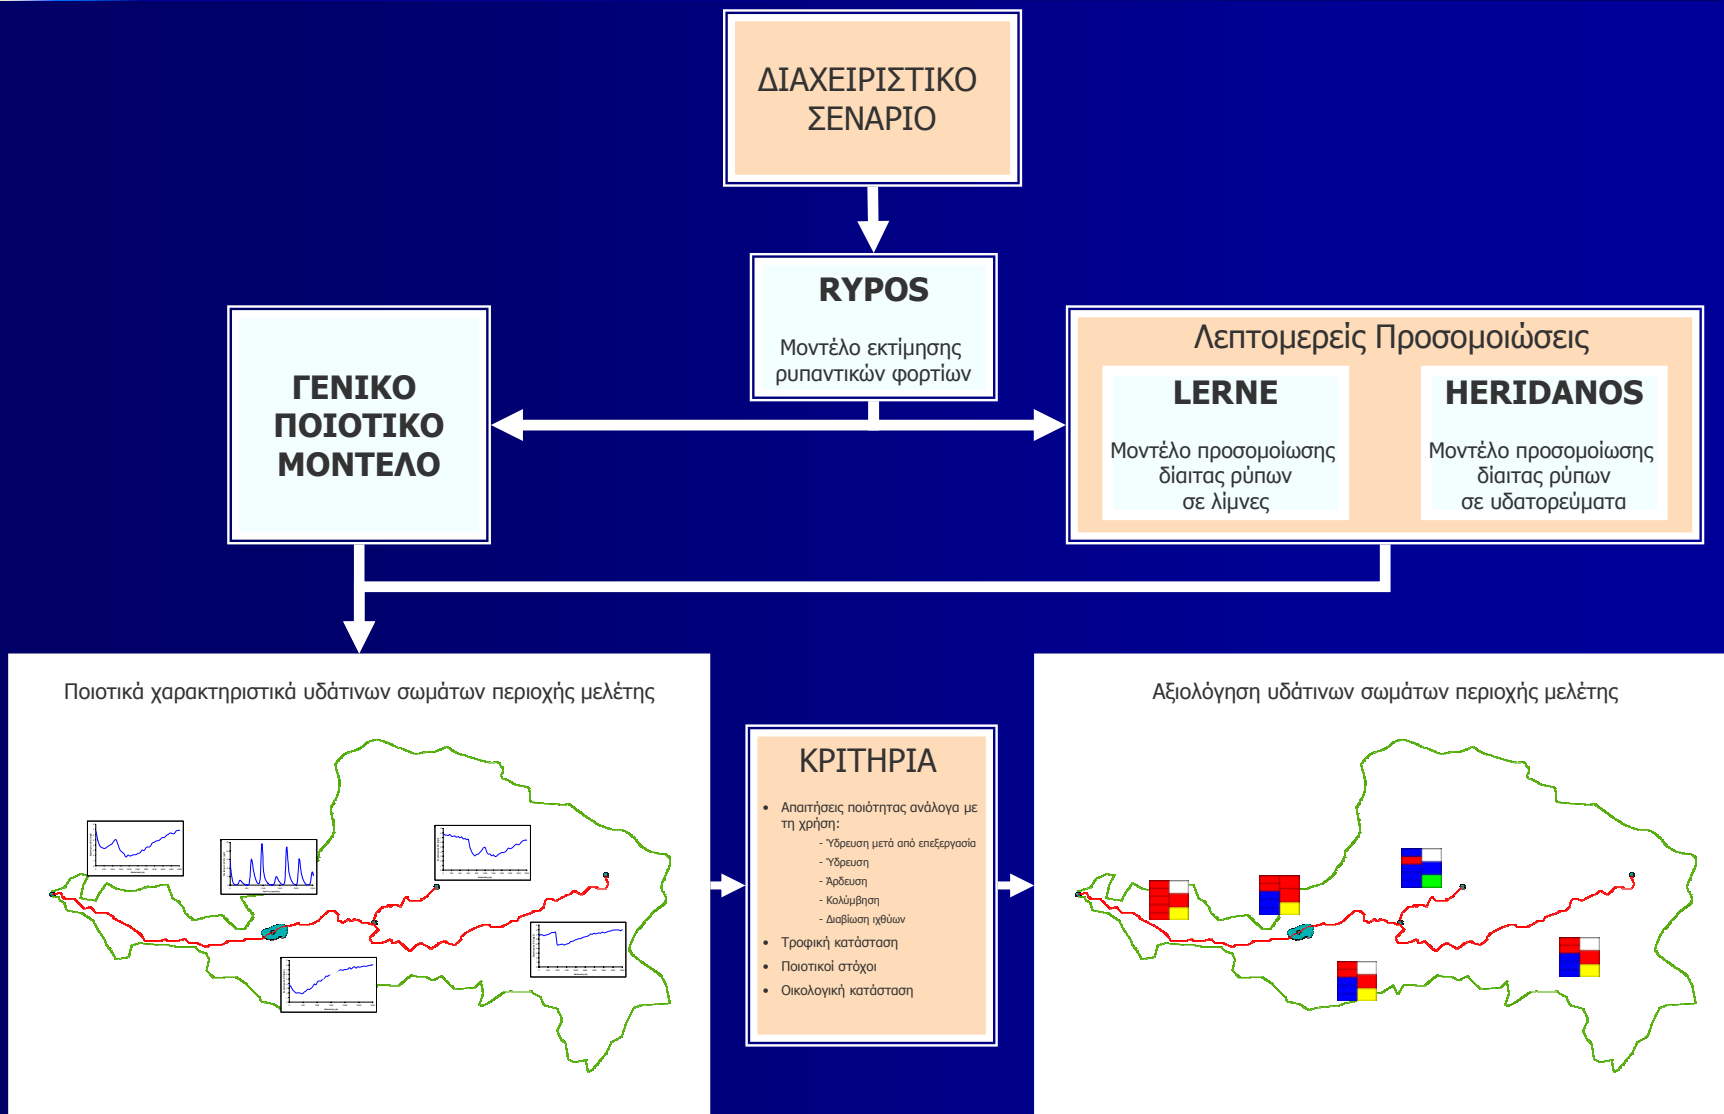 ΔΙΑΧΕΙΡΙΣΤΙΚΟ
ΣΕΝΑΡΙΟ
RYPOS
Μοντέλο εκτίμησης
ρυπαντικών φορτίων
ΓΕΝΙΚΟ
ΠΟΙΟΤΙΚΟ
ΜΟΝΤΕΛΟ
Λεπτομερείς Προσομοιώσεις
LERNE
Μοντέλο προσομοίωσης
δίαιτας ρύπων
σε λίμνες
HERIDANOS
Μοντέλο προσομοίωσης
δίαιτας ρύπων
σε υδατορεύματα
Ποιοτικά χαρακτηριστικά υδάτινων σωμάτων περιοχής μελέτης
ΚΡΙΤΗΡΙΑ
• Απαιτήσεις ποιότητας ανάλογα με
τη χρήση:
- Ύδρευση μετά από επεξεργασία
- Ύδρευση
- Άρδευση
- Κολύμβηση
- Διαβίωση ιχθύων
• Τροφική κατάσταση
• Ποιοτικοί στόχοι
• Οικολογική κατάσταση
Αξιολόγηση υδάτινων σωμάτων περιοχής μελέτης